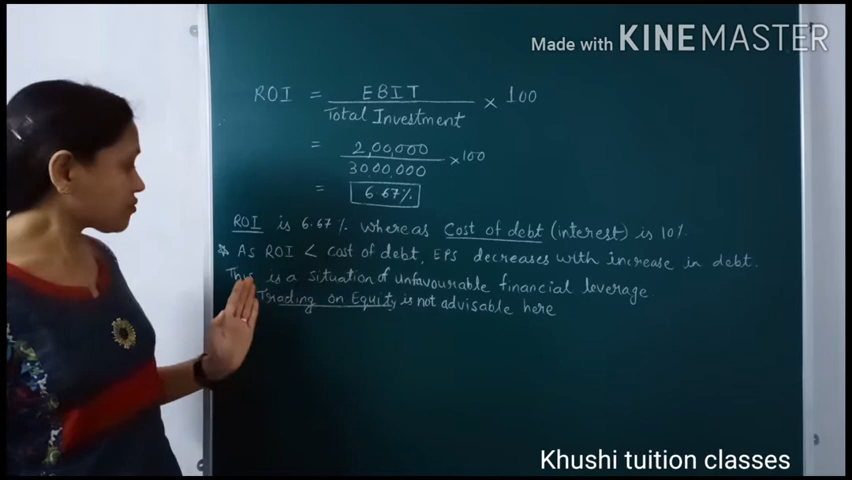 Made with KINEMASTER
ROI = EBIT / Total Investment × 100
= 2,00,000 / 30,00,000 × 100
= 6.67%
ROI is 6.67% whereas Cost of debt (interest) is 10%.
As ROI < cost of debt, EPS decreases with increase in debt.
This is a situation of unfavourable financial leverage.
Trading on Equity is not advisable here
Khushi tuition classes